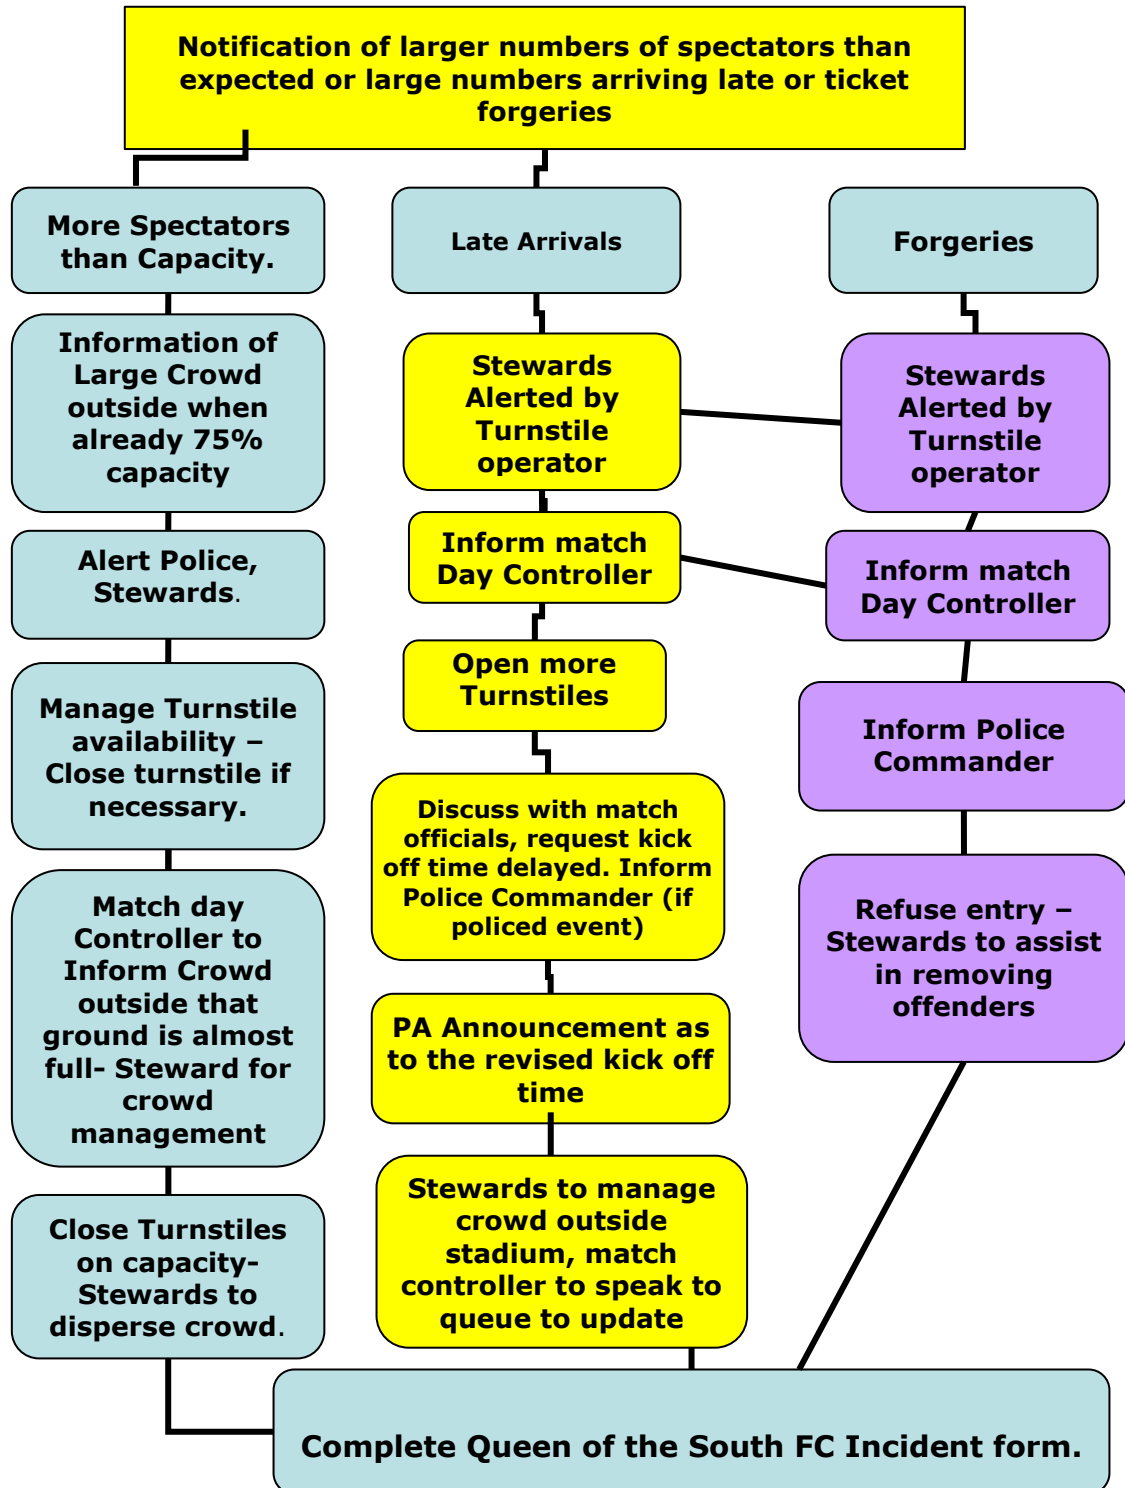 Notification of larger numbers of spectators than
expected or large numbers arriving late or ticket
forgeries
More Spectators
than Capacity.
Information of
Large Crowd
outside when
already 75%
capacity
Alert Police,
Stewards.
Manage Turnstile
availability –
Close turnstile if
necessary.
Match day
Controller to
Inform Crowd
outside that
ground is almost
full- Steward for
crowd
management
Close Turnstiles
on capacity-
Stewards to
disperse crowd.
Late Arrivals
Stewards
Alerted by
Turnstile
operator
Inform match
Day Controller
Open more
Turnstiles
Discuss with match
officials, request kick
off time delayed. Inform
Police Commander (if
policed event)
PA Announcement as
to the revised kick off
time
Stewards to manage
crowd outside
stadium, match
controller to speak to
queue to update
Forgeries
Stewards
Alerted by
Turnstile
operator
Inform match
Day Controller
Inform Police
Commander
Refuse entry –
Stewards to assist
in removing
offenders
Complete Queen of the South FC Incident form.